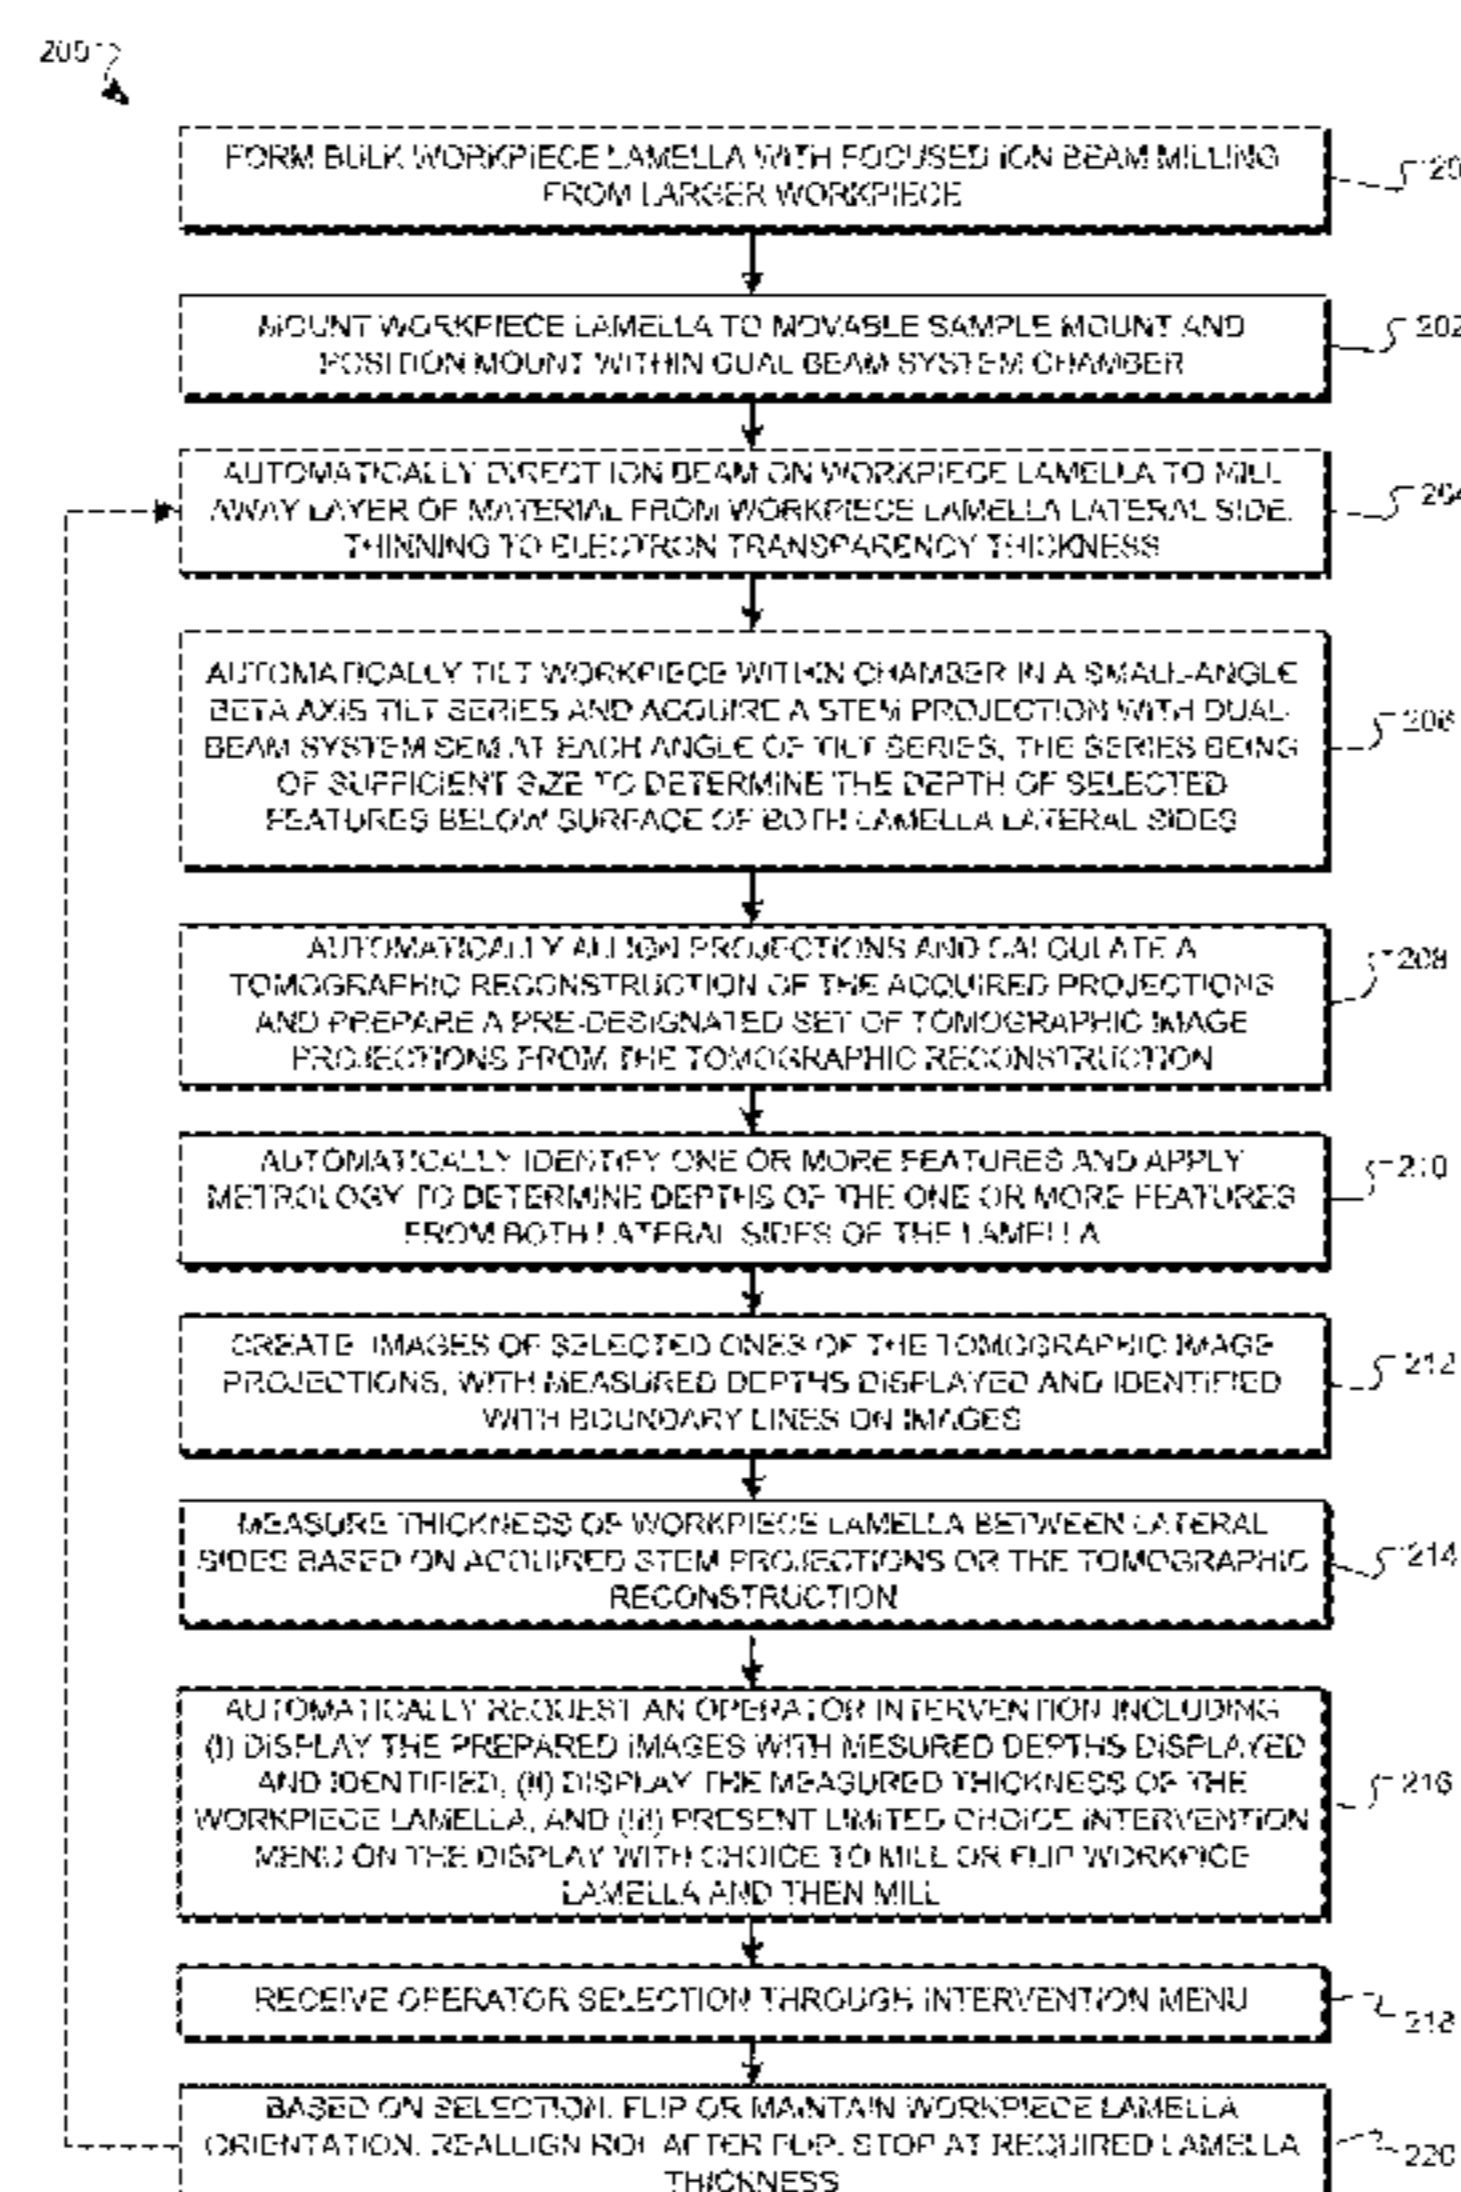 200
FORM BULK WORKPIECE LAMELLA WITH FOCUSED ION BEAM MILLING
FROM LARGER WORKPIECE
MOUNT WORKPIECE LAMELLA TO MOVABLE SAMPLE MOUNT AND
POSITION MOUNT WITHIN DUAL BEAM SYSTEM CHAMBER
202
AUTOMATICALLY DIRECT ION BEAM ON WORKPIECE LAMELLA TO MILL
AWAY LAYER OF MATERIAL FROM WORKPIECE LAMELLA LATERAL SIDE,
THINNING TO ELECTRON TRANSPARENCY THICKNESS
204
AUTOMATICALLY TILT WORKPIECE WITHIN CHAMBER IN A SMALL-ANGLE
BETA AXIS TILT SERIES AND ACQUIRE A STEM PROJECTION WITH DUAL-
BEAM SYSTEM SEM AT EACH ANGLE OF TILT SERIES, THE SERIES BEING
OF SUFFICIENT SIZE TO DETERMINE THE DEPTH OF SELECTED
FEATURES BELOW SURFACE OF BOTH LAMELLA LATERAL SIDES
206
AUTOMATICALLY ALLIGN PROJECTIONS AND CALCULATE A
TOMOGRAPHIC RECONSTRUCTION OF THE ACQUIRED PROJECTIONS
AND PREPARE A PRE-DESIGNATED SET OF TOMOGRAPHIC IMAGE
PROJECTIONS FROM THE TOMOGRAPHIC RECONSTRUCTION
208
AUTOMATICALLY IDENTIFY ONE OR MORE FEATURES AND APPLY
METROLOGY TO DETERMINE DEPTHS OF THE ONE OR MORE FEATURES
FROM BOTH LATERAL SIDES OF THE LAMELLA
210
CREATE IMAGES OF SELECTED ONES OF THE TOMOGRAPHIC IMAGE
PROJECTIONS, WITH MEASURED DEPTHS DISPLAYED AND IDENTIFIED
WITH BOUNDARY LINES ON IMAGES
212
MEASURE THICKNESS OF WORKPIECE LAMELLA BETWEEN LATERAL
SIDES BASED ON ACQUIRED STEM PROJECTIONS OR THE TOMOGRAPHIC
RECONSTRUCTION
214
AUTOMATICALLY REQUEST AN OPERATOR INTERVENTION INCLUDING
(I) DISPLAY THE PREPARED IMAGES WITH MESURED DEPTHS DISPLAYED
AND IDENTIFIED, (II) DISPLAY THE MEASURED THICKNESS OF THE
WORKPIECE LAMELLA, AND (III) PRESENT LIMITED CHOICE INTERVENTION
MENU ON THE DISPLAY WITH CHOICE TO MILL OR FLIP WORKPICE
LAMELLA AND THEN MILL
216
RECEIVE OPERATOR SELECTION THROUGH INTERVENTION MENU
218
BASED ON SELECTION, FLIP OR MAINTAIN WORKPIECE LAMELLA
ORIENTATION, REALLIGN ROI AFTER FLIP, STOP AT REQUIRED LAMELLA
THICKNESS
220